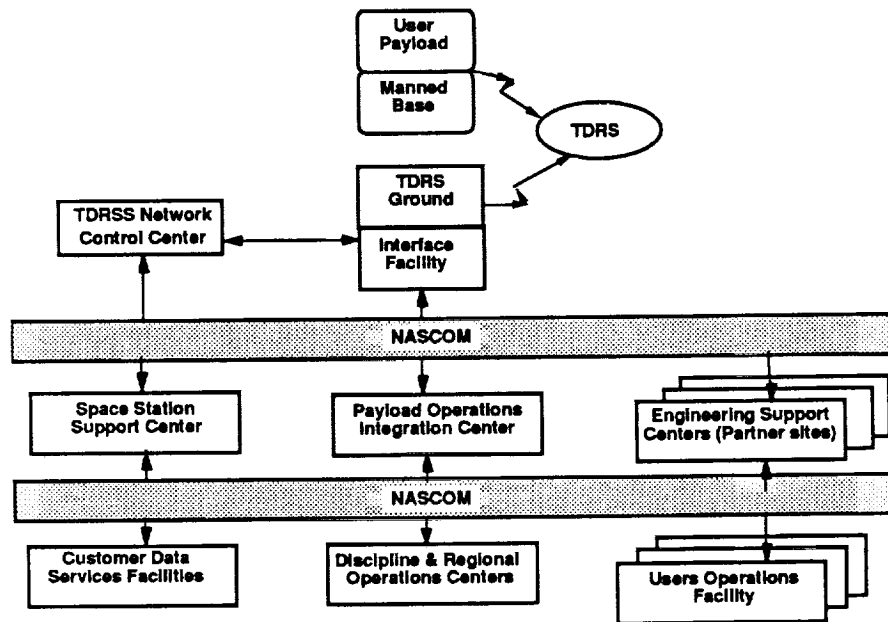 User
Payload
Manned
Base
TDRS
TDRS
Ground
TDRSS Network
Control Center
Interface
Facility
NASCOM
Space Station
Support Center
Payload Operations
Integration Center
Engineering Support
Centers (Partner sites)
NASCOM
Customer Data
Services Facilities
Discipline & Regional
Operations Centers
Users Operations
Facility